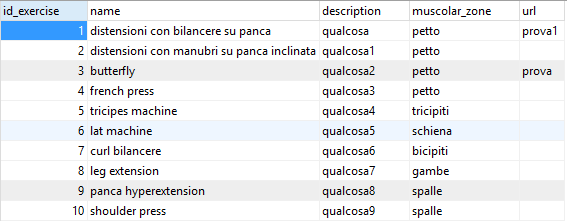 id_exercise name description muscolar_zone url
1 distensioni con bilancere su panca qualcosa petto prova1
2 distensioni con manubri su panca inclinata qualcosa1 petto
3 butterfly qualcosa2 petto prova
4 french press qualcosa3 petto
5 tricipes machine qualcosa4 tricipiti
6 lat machine qualcosa5 schiena
7 curl bilancere qualcosa6 bicipiti
8 leg extension qualcosa7 gambe
9 panca hyperextension qualcosa8 spalle
10 shoulder press qualcosa9 spalle